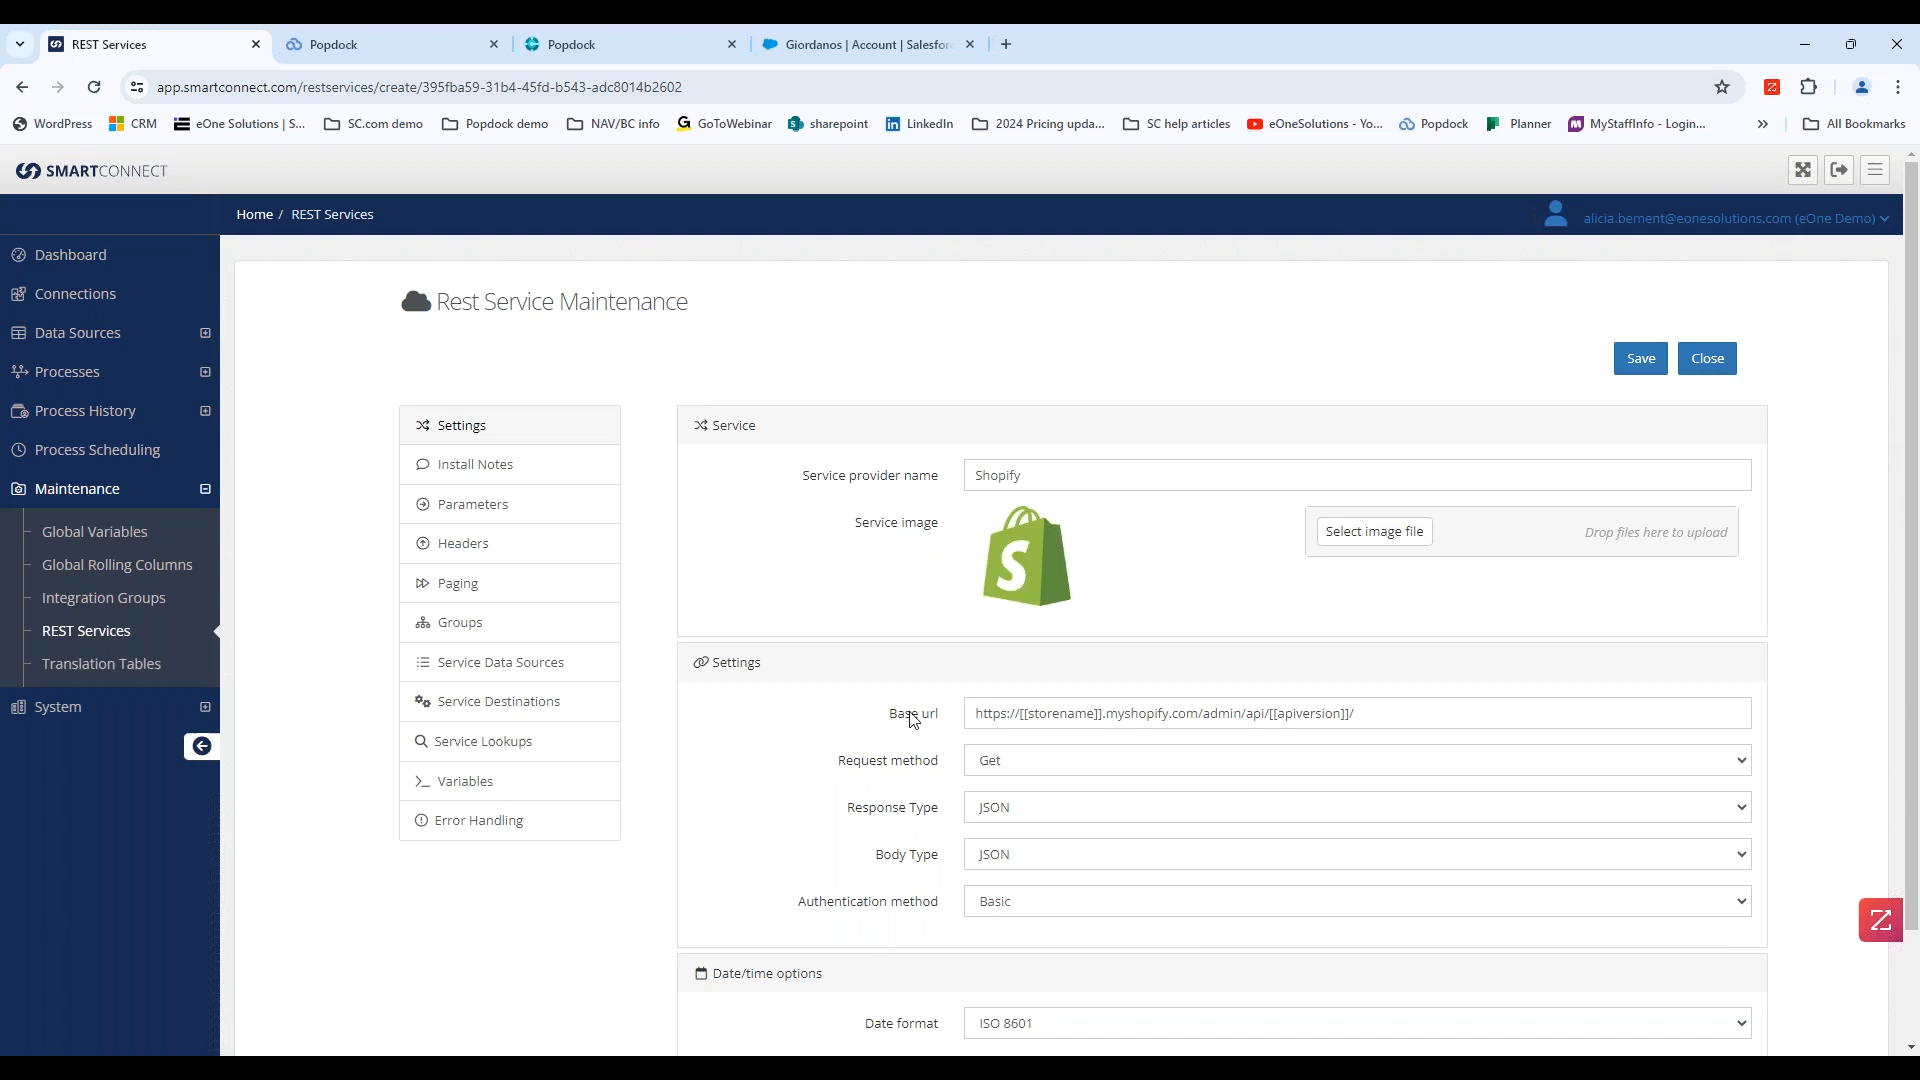 REST Services
Popdock
Popdock
Giordanos | Account | Salesfor
app.smartconnect.com/restservices/create/395fba59-31b4-45fd-b543-adc8014b2602
WordPress
CRM
eOne Solutions | S...
SC.com demo
Popdock demo
NAV/BC info
GoToWebinar
sharepoint
LinkedIn
2024 Pricing upda...
SC help articles
eOneSolutions - Yo...
Popdock
Planner
MyStaffInfo - Login...
All Bookmarks
SMARTCONNECT
Home / REST Services
alicia.bement@eonesolutions.com (eOne Demo)
Dashboard
Connections
Data Sources
Processes
Process History
Process Scheduling
Maintenance
Global Variables
Global Rolling Columns
Integration Groups
REST Services
Translation Tables
System
Rest Service Maintenance
Save
Close
Settings
Install Notes
Parameters
Headers
Paging
Groups
Service Data Sources
Service Destinations
Service Lookups
Variables
Error Handling
Service
Service provider name
Shopify
Service image
Select image file
Drop files here to upload
Settings
Base url
https://[[storename]].myshopify.com/admin/api/[[apiversion]]/
Request method
Get
Response Type
JSON
Body Type
JSON
Authentication method
Basic
Date/time options
Date format
ISO 8601